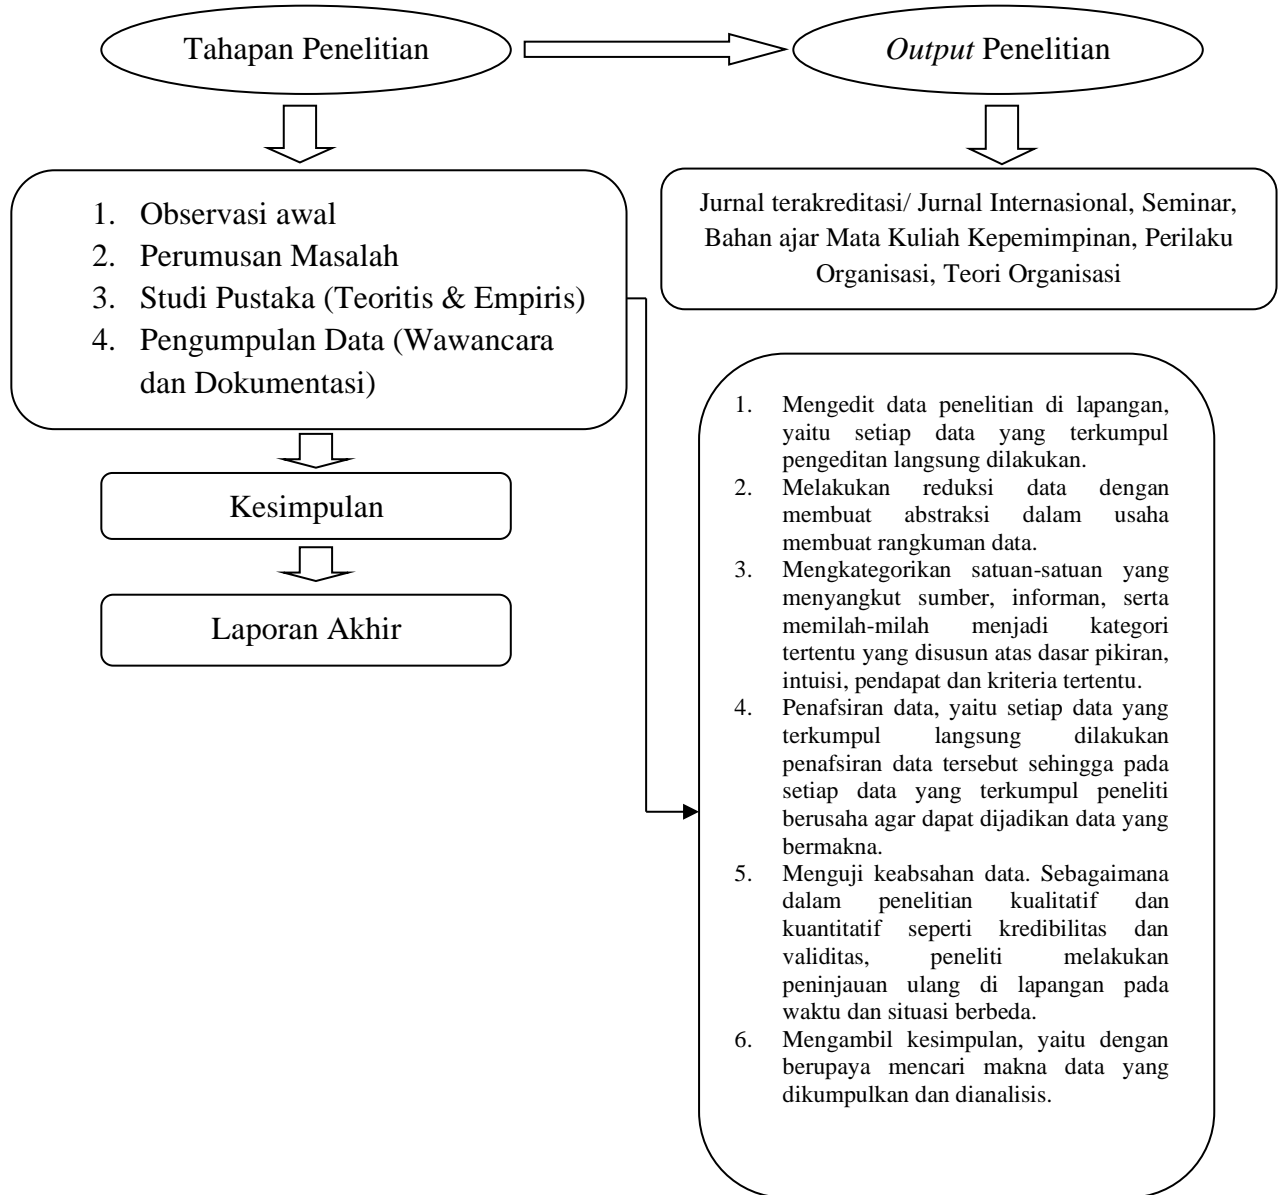 Tahapan Penelitian
Output Penelitian
1. Observasi awal
2. Perumusan Masalah
3. Studi Pustaka (Teoritis & Empiris)
4. Pengumpulan Data (Wawancara
dan Dokumentasi)
Jurnal terakreditasi/ Jurnal Internasional, Seminar,
Bahan ajar Mata Kuliah Kepemimpinan, Perilaku
Organisasi, Teori Organisasi
Kesimpulan
Laporan Akhir
1. Mengedit data penelitian di lapangan,
yaitu setiap data yang terkumpul
pengeditan langsung dilakukan.
2. Melakukan reduksi data dengan
membuat abstraksi dalam usaha
membuat rangkuman data.
3. Mengkategorikan satuan-satuan yang
menyangkut sumber, informan, serta
memilah-milah menjadi kategori
tertentu yang disusun atas dasar pikiran,
intuisi, pendapat dan kriteria tertentu.
4. Penafsiran data, yaitu setiap data yang
terkumpul langsung dilakukan
penafsiran data tersebut sehingga pada
setiap data yang terkumpul peneliti
berusaha agar dapat dijadikan data yang
bermakna.
5. Menguji keabsahan data. Sebagaimana
dalam penelitian kualitatif dan
kuantitatif seperti kredibilitas dan
validitas, peneliti melakukan
peninjauan ulang di lapangan pada
waktu dan situasi berbeda.
6. Mengambil kesimpulan, yaitu dengan
berupaya mencari makna data yang
dikumpulkan dan dianalisis.